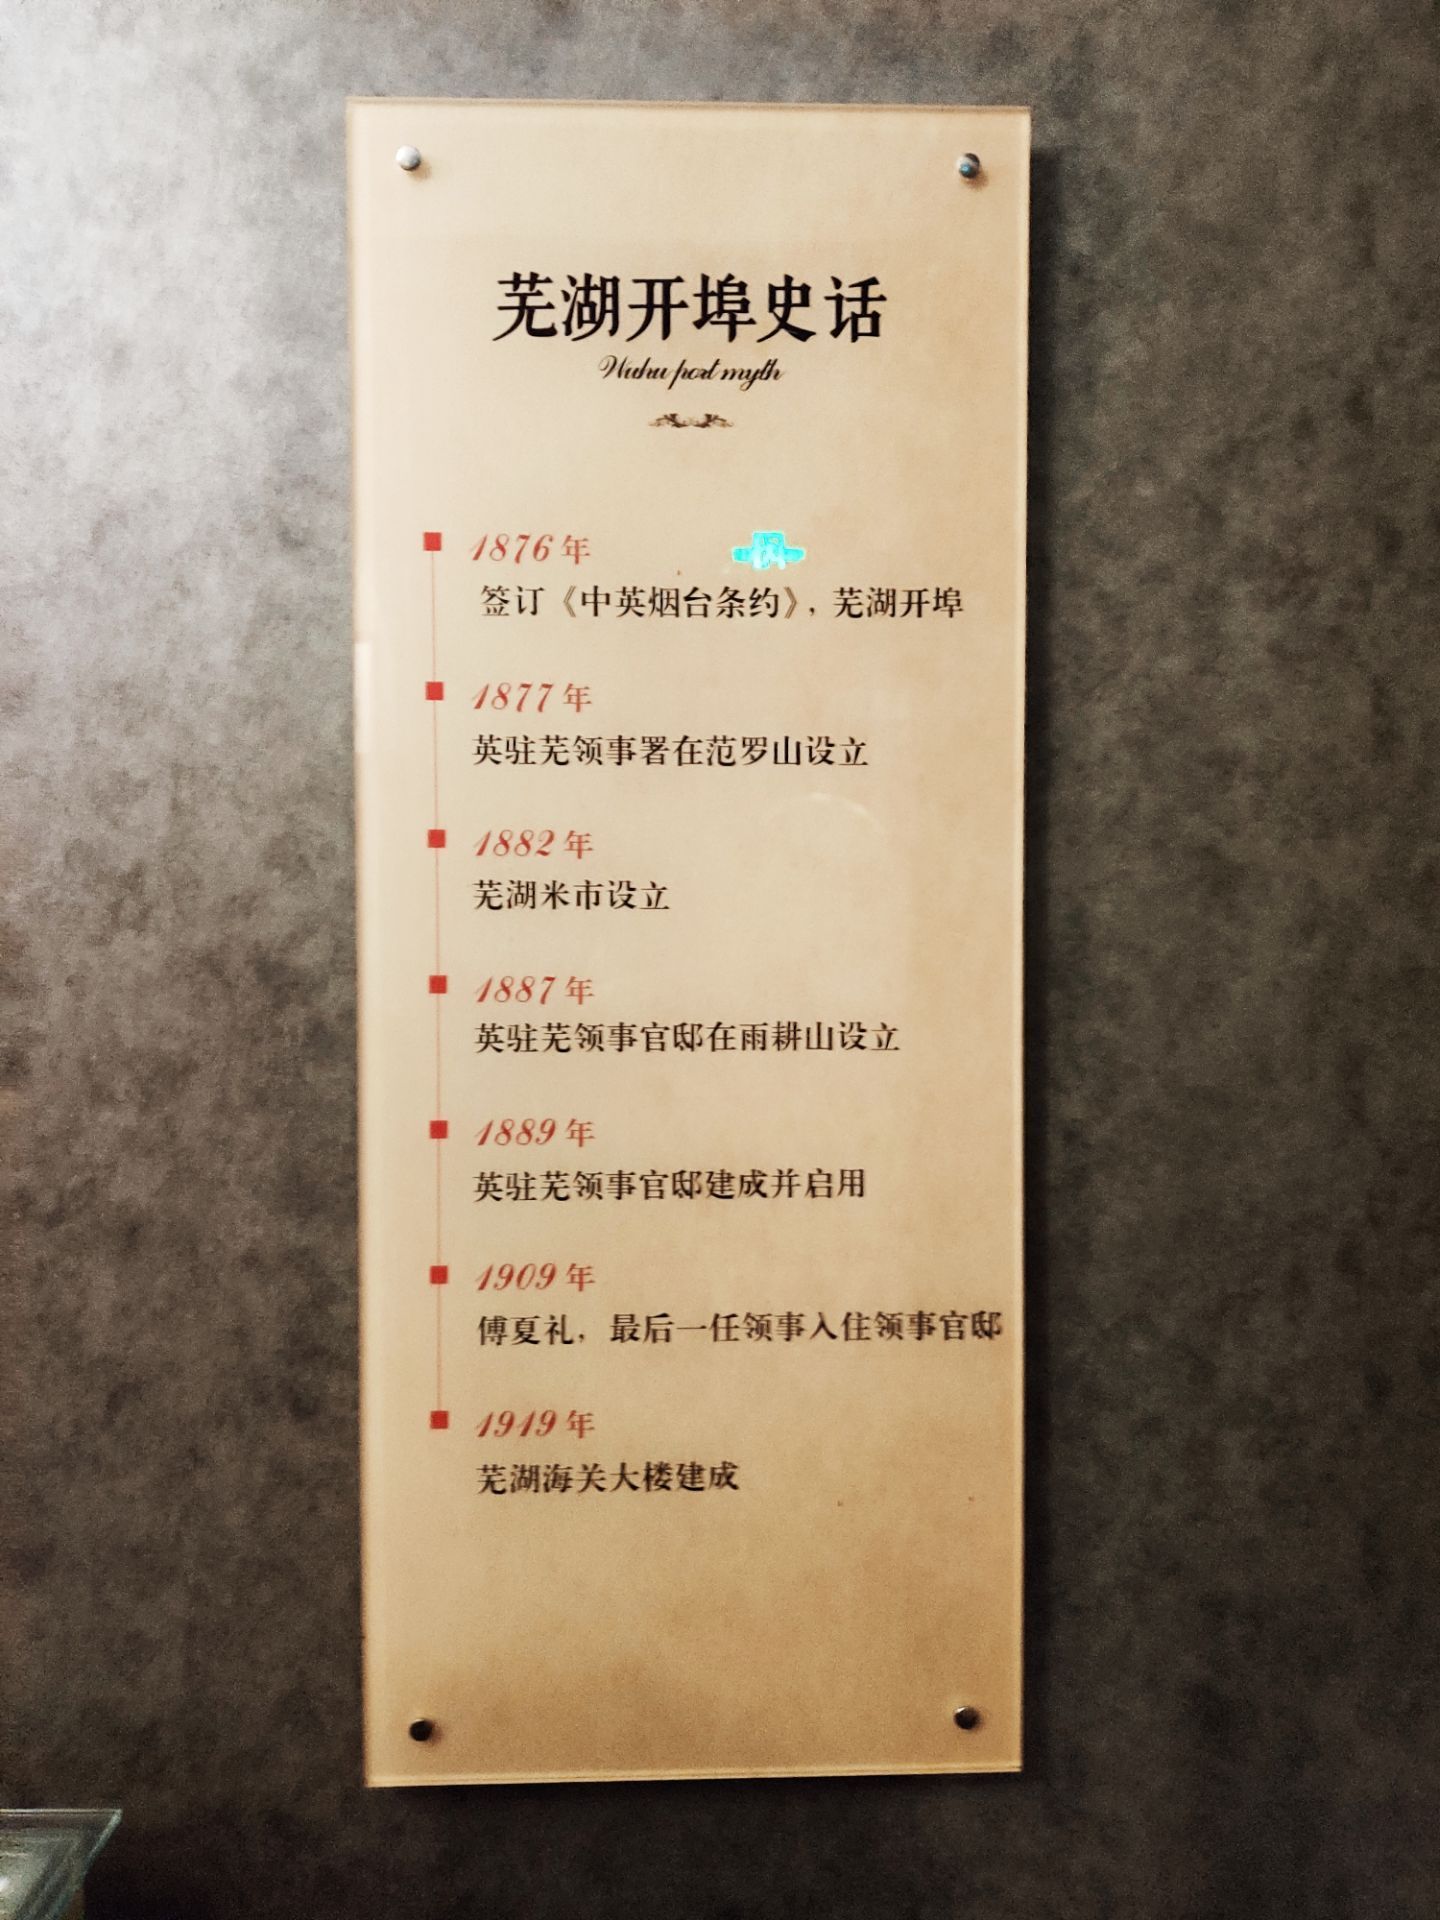 芜湖开埠史话
Wuhu port myth
1876年
签订《中英烟台条约》，芜湖开埠
1877年
英驻芜领事署在范罗山设立
1882年
芜湖米市设立
1887年
英驻芜领事官邸在雨耕山设立
1889年
英驻芜领事官邸建成并启用
1909年
傅夏礼，最后一任领事入住领事官邸
1919年
芜湖海关大楼建成